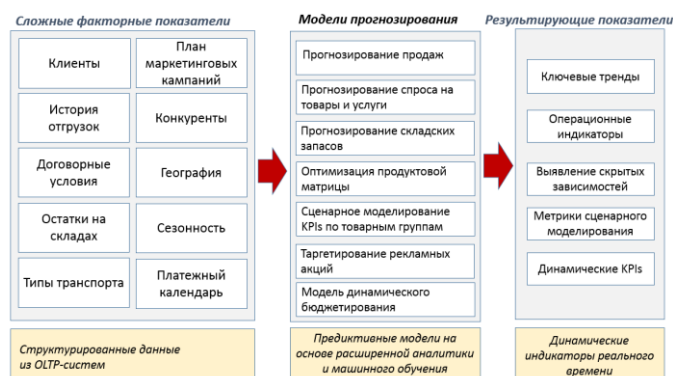 Сложные факторные показатели
Клиенты
План
маркетинговых
кампаний
История
отгрузок
Конкуренты
Договорные
условия
География
Остатки на
складах
Сезонность
Типы транспорта
Платежный
календарь
Структурированные данные
из OLTP-систем
Модели прогнозирования
Прогнозирование продаж
Прогнозирование спроса на
товары и услуги
Прогнозирование складских
запасов
Оптимизация продуктовой
матрицы
Сценарное моделирование
KPIs по товарным группам
Таргетирование рекламных
акций
Модель динамического
бюджетирования
Предиктивные модели на
основе расширенной аналитики
и машинного обучения
Результирующие показатели
Ключевые тренды
Операционные
индикаторы
Выявление скрытых
зависимостей
Метрики сценарного
моделирования
Динамические KPIs
Динамические
индикаторы реального
времени